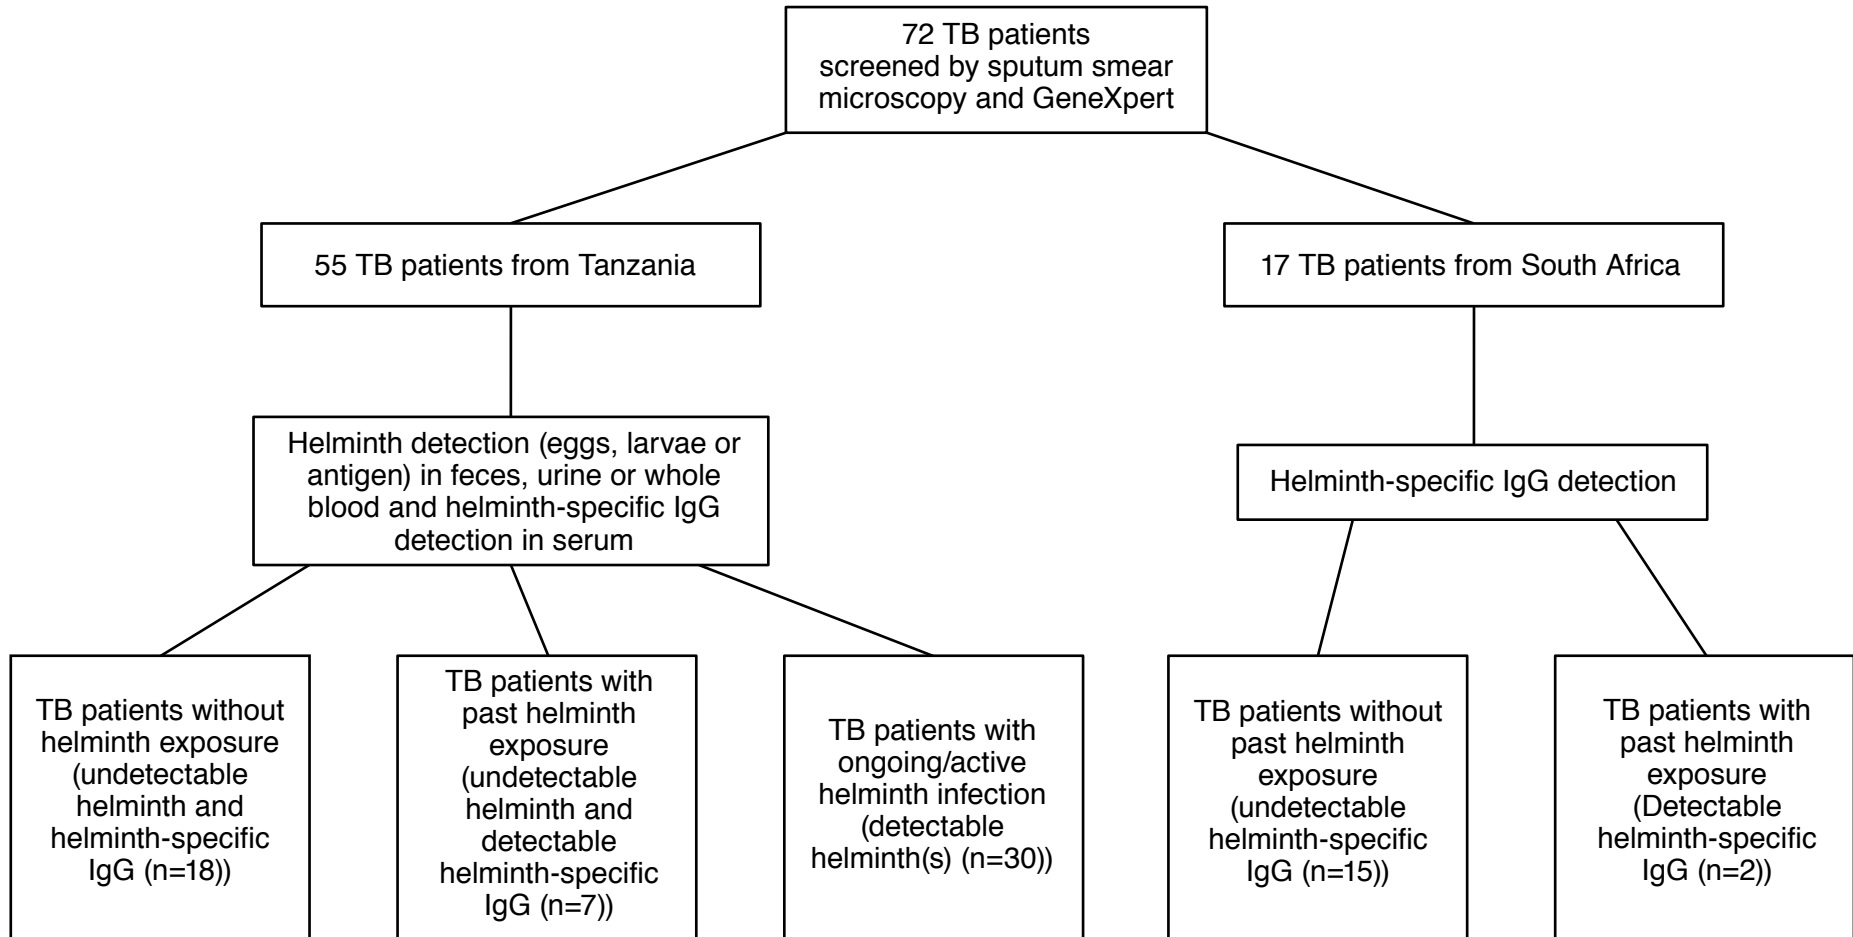 72 TB patients
screened by sputum smear
microscopy and GeneXpert
55 TB patients from Tanzania
17 TB patients from South Africa
Helminth detection (eggs, larvae or
antigen) in feces, urine or whole
blood and helminth-specific IgG
detection in serum
Helminth-specific IgG detection
TB patients without
helminth exposure
(undetectable
helminth and
helminth-specific
IgG (n=18))
TB patients with
past helminth
exposure
(undetectable
helminth and
detectable
helminth-specific
IgG (n=7))
TB patients with
ongoing/active
helminth infection
(detectable
helminth(s) (n=30))
TB patients without
past helminth
exposure
(undetectable
helminth-specific
IgG (n=15))
TB patients with
past helminth
exposure
(Detectable
helminth-specific
IgG (n=2))